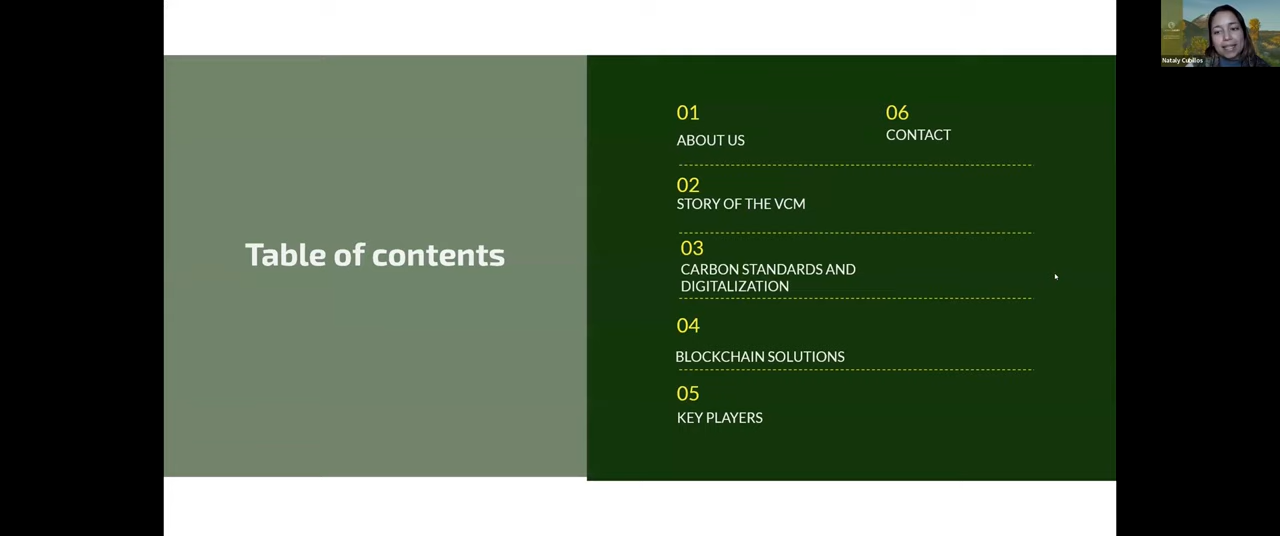 Table of contents
01
ABOUT US
02
STORY OF THE VCM
03
CARBON STANDARDS AND
DIGITALIZATION
04
BLOCKCHAIN SOLUTIONS
05
KEY PLAYERS
06
CONTACT
Nataly Cubillos